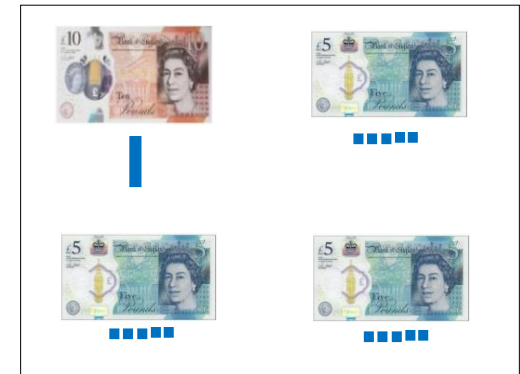 £10
Bank of England
Ten
Pounds
£5
Bank of England
Five
Pounds
£5
Bank of England
Five
Pounds
£5
Bank of England
Five
Pounds